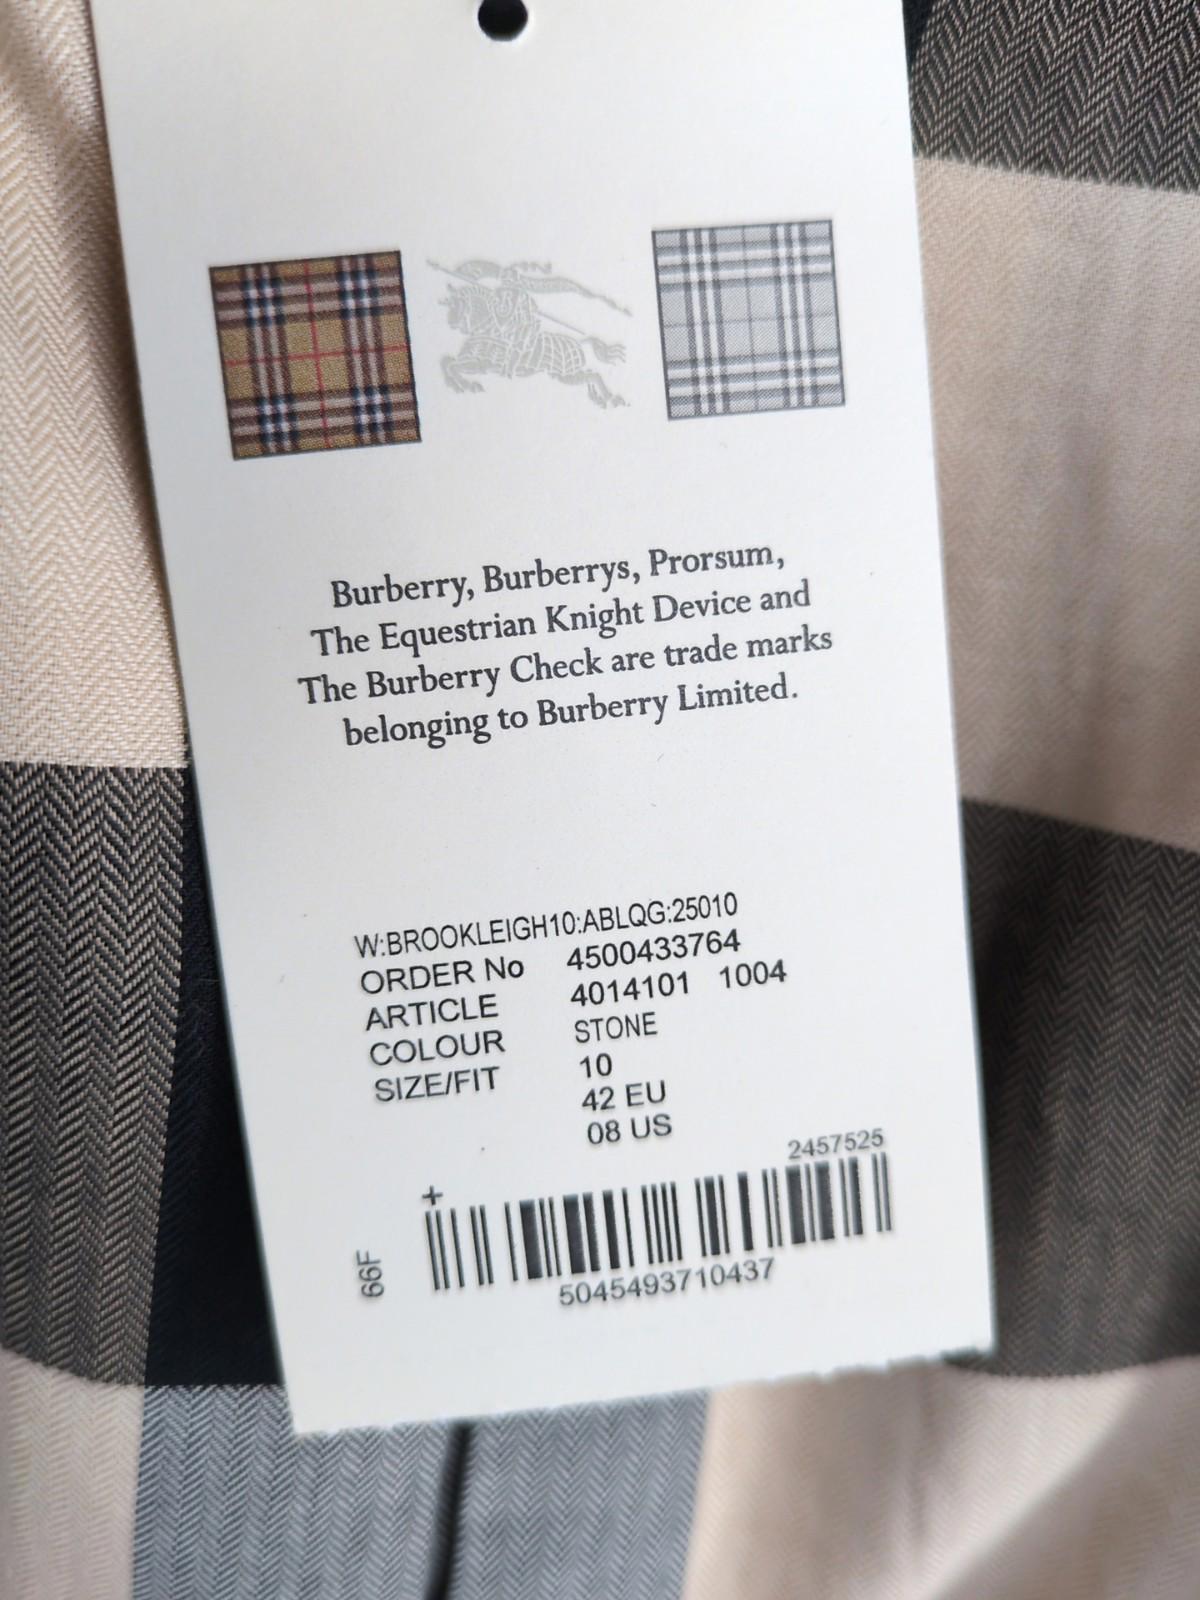 Burberry, Burberrys, Prorsum,
The Equestrian Knight Device and
The Burberry Check are trade marks
belonging to Burberry Limited.
W:BROOKLEIGH10:ABLQG:25010
ORDER No 4500433764
ARTICLE 4014101 1004
COLOUR STONE
SIZE/FIT 10
42 EU
08 US
2457525
+
66F
5045493710437